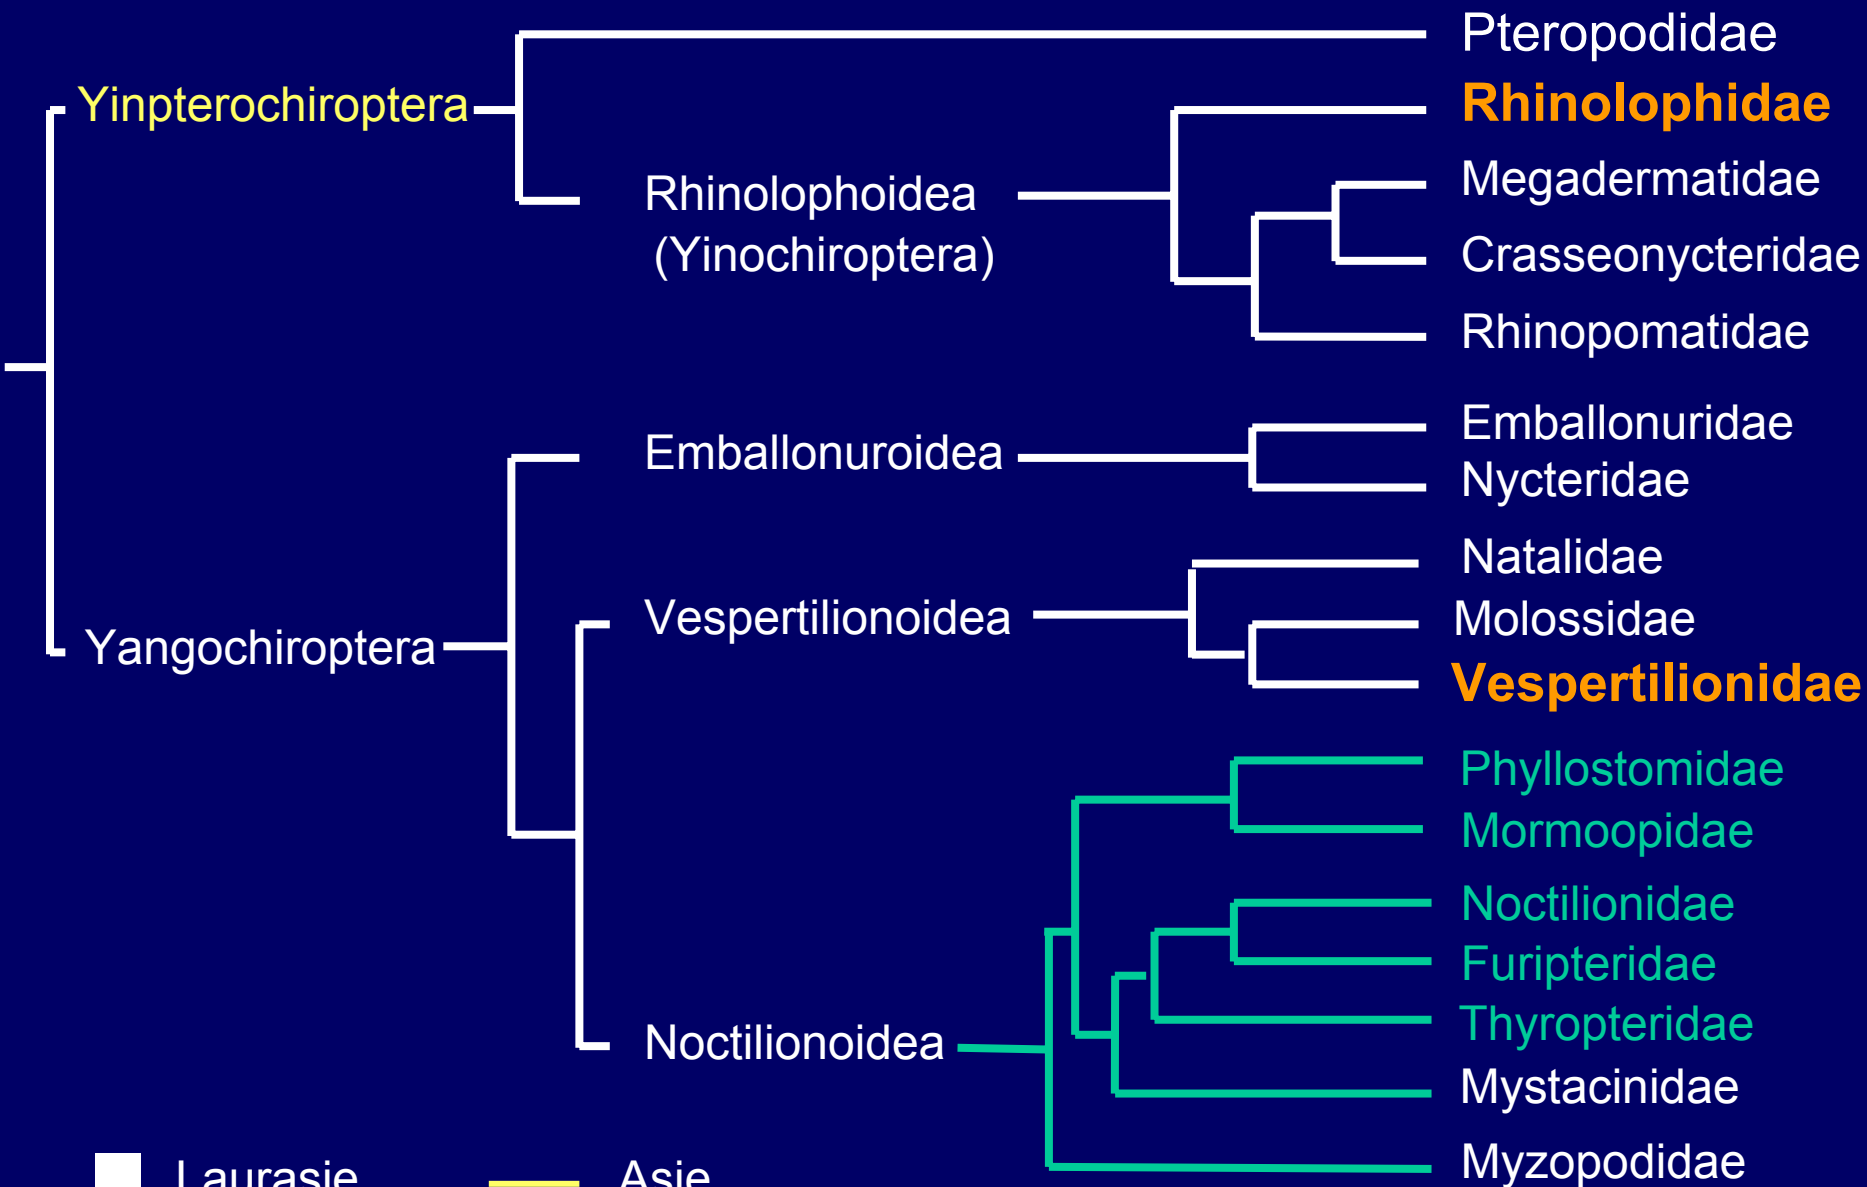 Pteropodidae
Yinpterochiroptera
Rhinolophidae
Rhinolophoidea
(Yinochiroptera)
Megadermatidae
Crasseonycteridae
Rhinopomatidae
Emballonuroidea
Emballonuridae
Nycteridae
Yangochiroptera
Vespertilionoidea
Natalidae
Molossidae
Vespertilionidae
Phyllostomidae
Mormoopidae
Noctilionidae
Furipteridae
Thyropteridae
Noctilionoidea
Mystacinidae
Myzopodidae
Laurasie
Asie